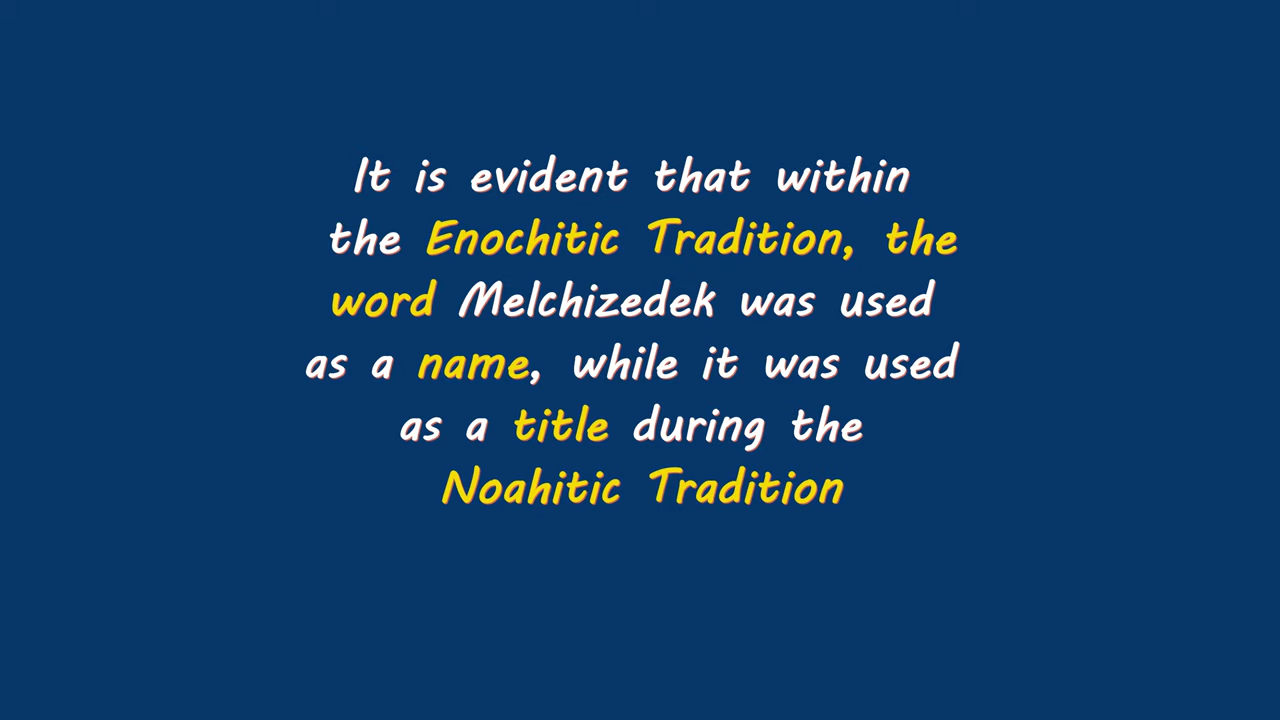 It is evident that within
the Enochitic Tradition, the
word Melchizedek was used
as a name, while it was used
as a title during the
Noahitic Tradition